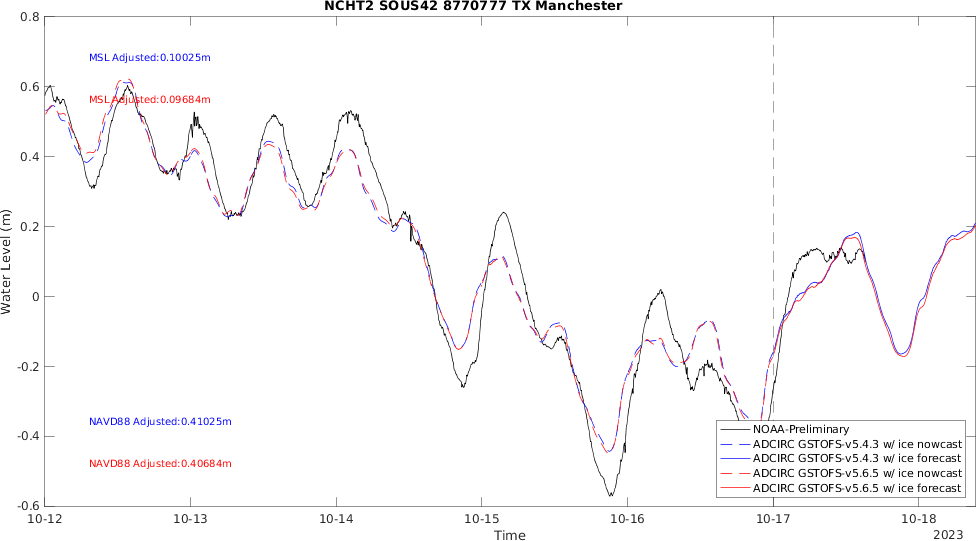 NCHT2 SOUS42 8770777 TX Manchester
0.8
MSL Adjusted:0.10025m
0.6
MSL Adjusted:0.09684m
0.4
0.2
Water Level (m)
0
-0.2
NAVD88 Adjusted:0.41025m
-0.4
NAVD88 Adjusted:0.40684m
-0.6
NOAA-Preliminary
ADCIRC GSTOFS-v5.4.3 w/ ice nowcast
ADCIRC GSTOFS-v5.4.3 w/ ice forecast
ADCIRC GSTOFS-v5.6.5 w/ ice nowcast
ADCIRC GSTOFS-v5.6.5 w/ ice forecast
10-12 10-13 10-14 10-15 10-16 10-17 10-18
Time
2023